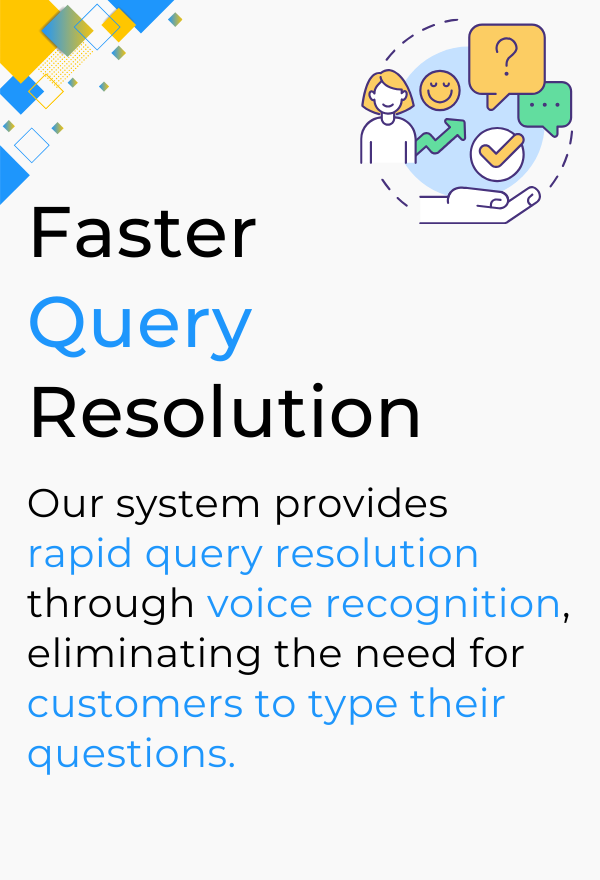 Faster
Query
Resolution
Our system provides
rapid query resolution
through voice recognition,
eliminating the need for
customers to type their
questions.
?